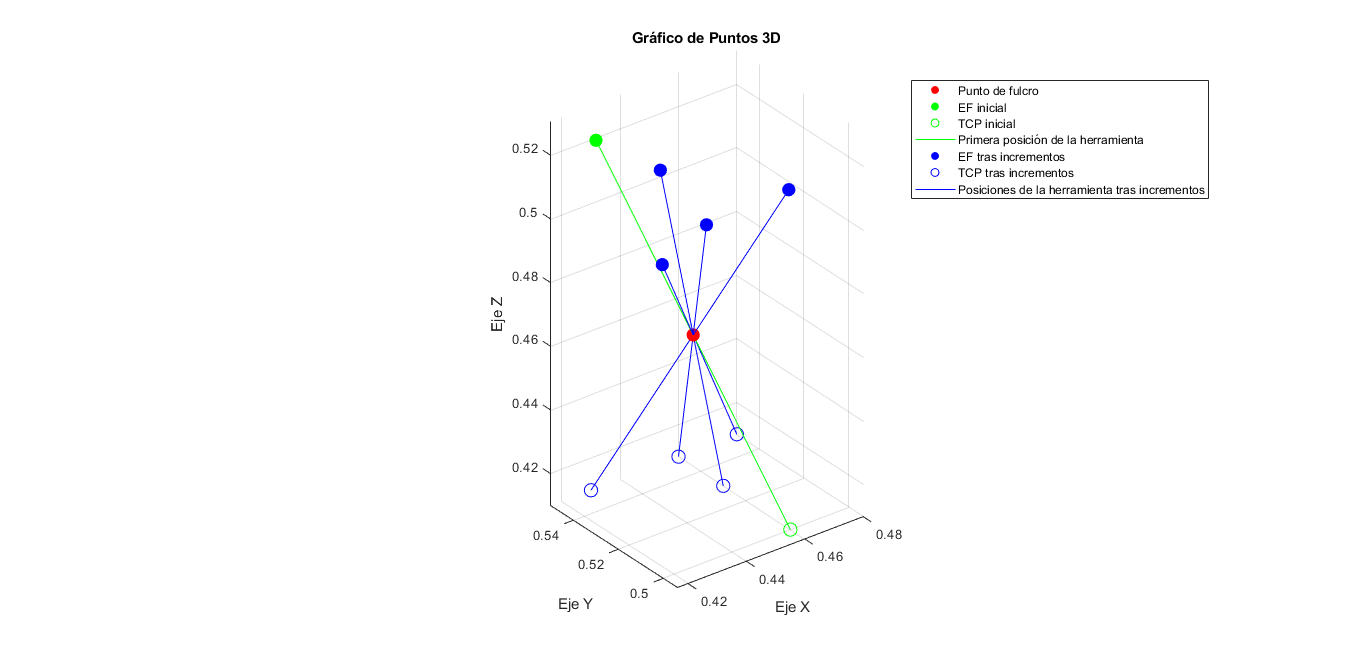 Gráfico de Puntos 3D
Punto de fulcro
EF inicial
TCP inicial
Primera posición de la herramienta
EF tras incrementos
TCP tras incrementos
Posiciones de la herramienta tras incrementos
Eje Z
0.52
0.5
0.48
0.46
0.44
0.42
0.54
0.52
0.5
Eje Y
0.42
0.44
0.46
0.48
Eje X